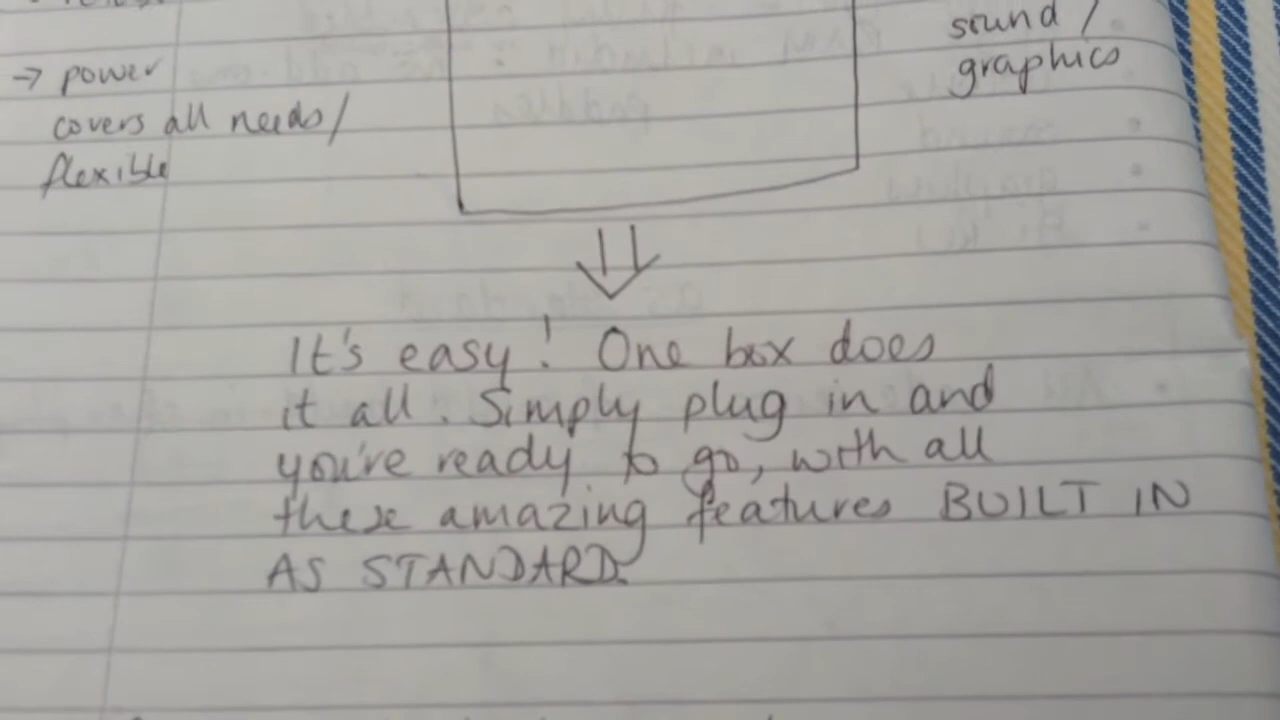 → power
covers all needs/
flexible
sound /
graphics
It's easy! One box does
it all. Simply plug in and
you're ready to go, with all
these amazing features BUILT IN
AS STANDARD.